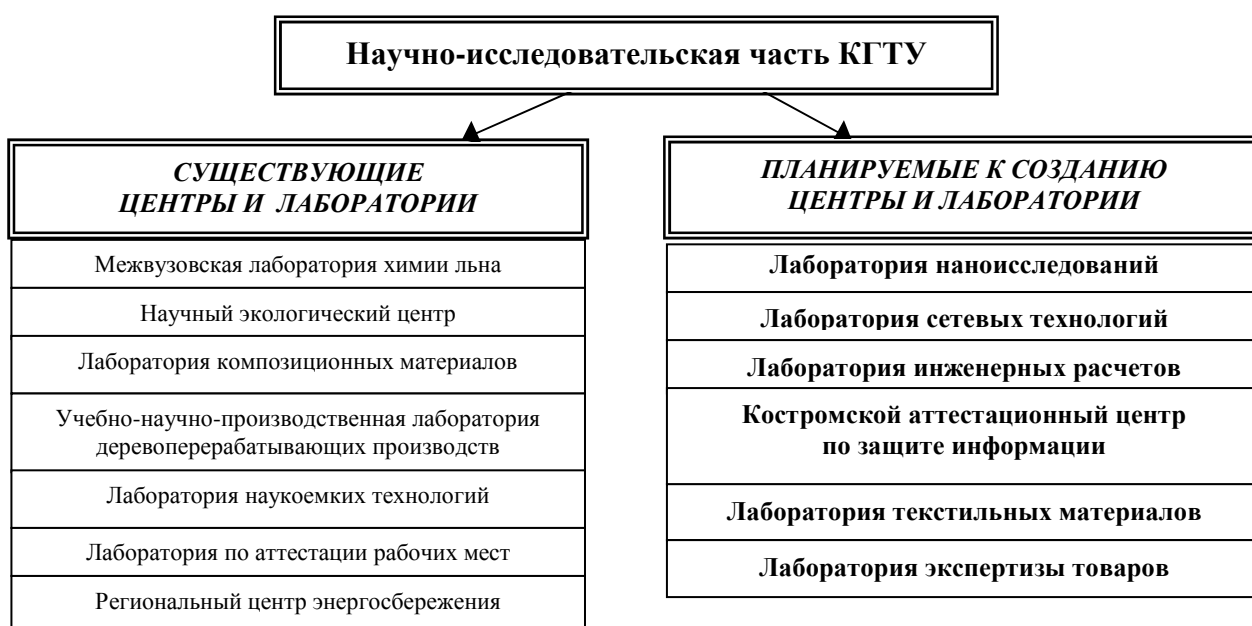 Научно-исследовательская часть КГТУ
СУЩЕСТВУЮЩИЕ
ЦЕНТРЫ И ЛАБОРАТОРИИ
Межвузовская лаборатория химии льна
Научный экологический центр
Лаборатория композиционных материалов
Учебно-научно-производственная лаборатория
деревоперерабатывающих производств
Лаборатория наукоемких технологий
Лаборатория по аттестации рабочих мест
Региональный центр энергосбережения
ПЛАНИРУЕМЫЕ К СОЗДАНИЮ
ЦЕНТРЫ И ЛАБОРАТОРИИ
Лаборатория наноисследований
Лаборатория сетевых технологий
Лаборатория инженерных расчетов
Костромской аттестационный центр
по защите информации
Лаборатория текстильных материалов
Лаборатория экспертизы товаров